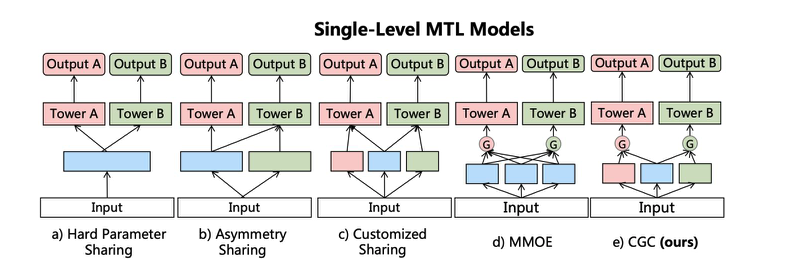 Single-Level MTL Models
Output A Output B Output A Output B Output A Output B Output A Output B Output A Output B
Tower A Tower B Tower A Tower B Tower A Tower B Tower A Tower B Tower A Tower B
G G G G
Input Input Input Input Input
a) Hard Parameter b) Asymmetry c) Customized d) MMOE e) CGC (ours)
Sharing Sharing Sharing